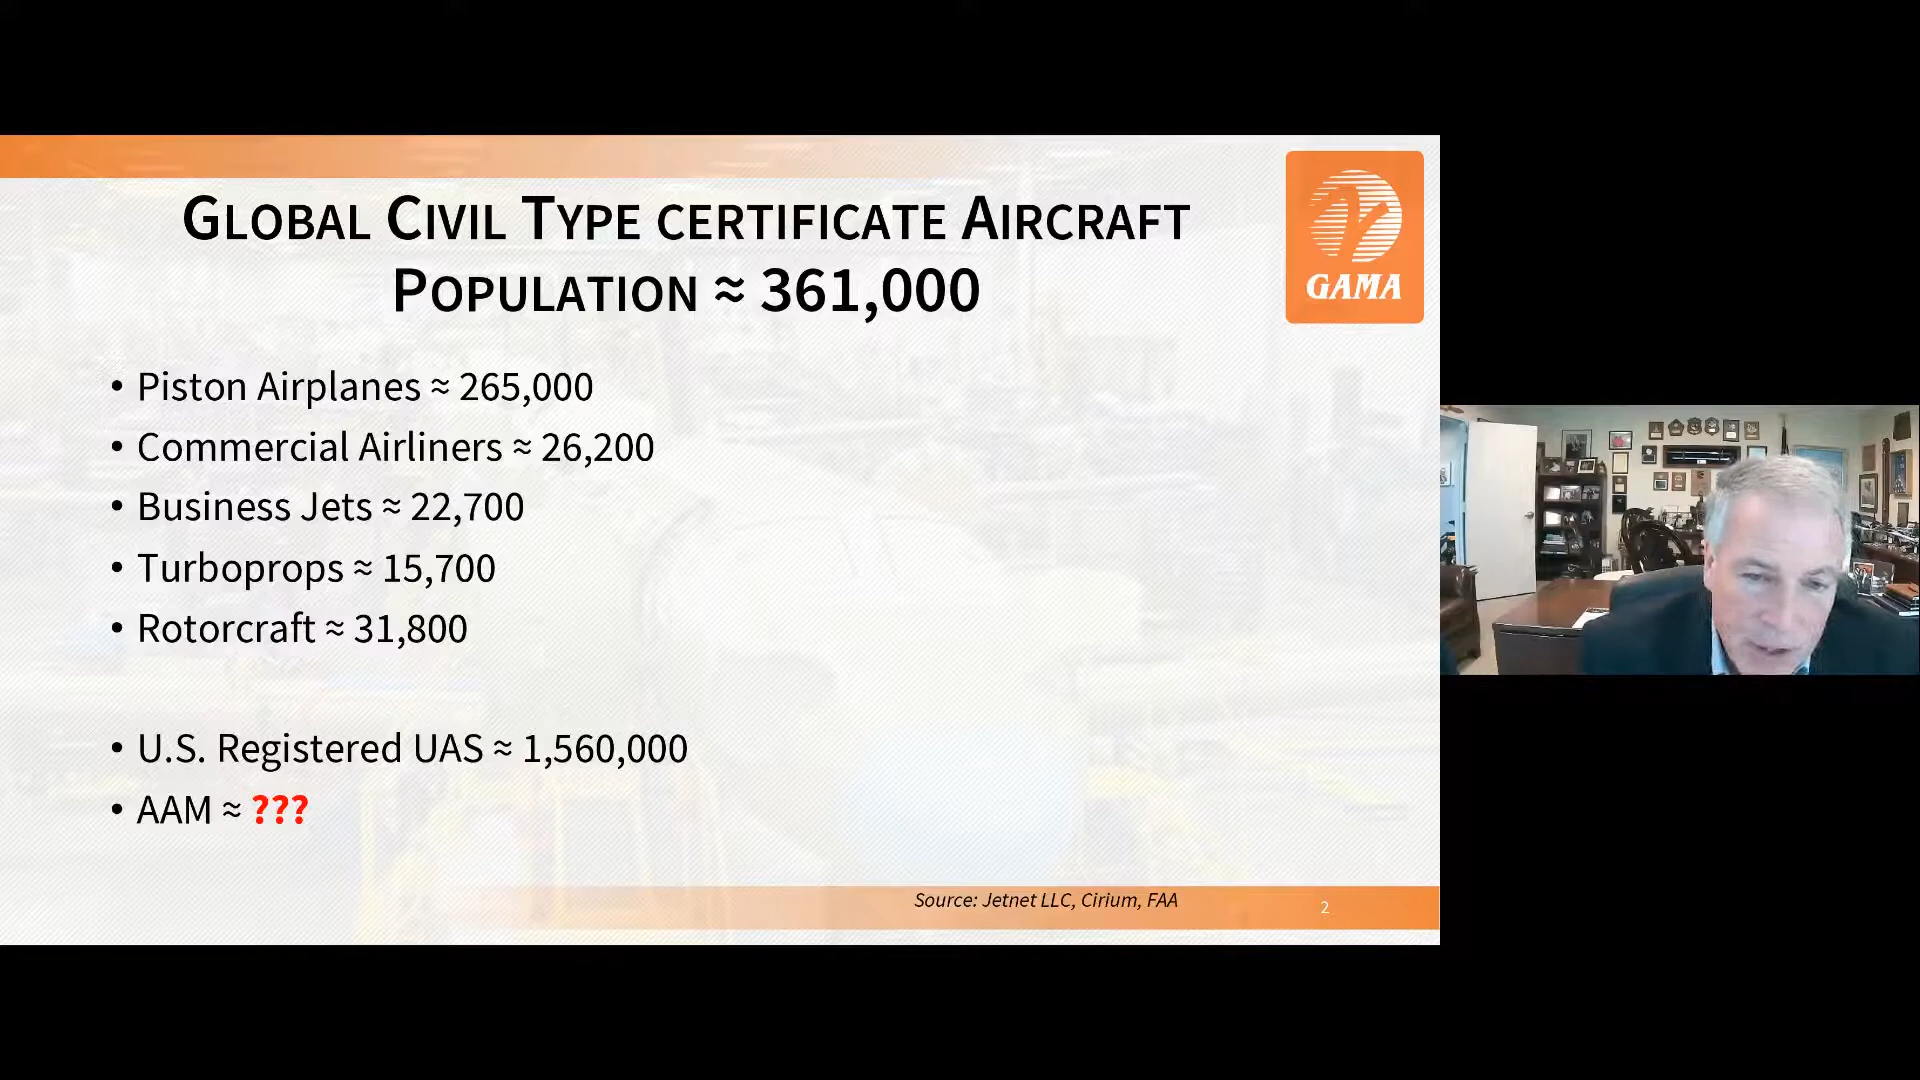 Global Civil Type certificate Aircraft
Population ≈ 361,000
GAMA
• Piston Airplanes ≈ 265,000
• Commercial Airliners ≈ 26,200
• Business Jets ≈ 22,700
• Turboprops ≈ 15,700
• Rotorcraft ≈ 31,800
• U.S. Registered UAS ≈ 1,560,000
• AAM ≈ ???
Source: Jetnet LLC, Cirium, FAA
2